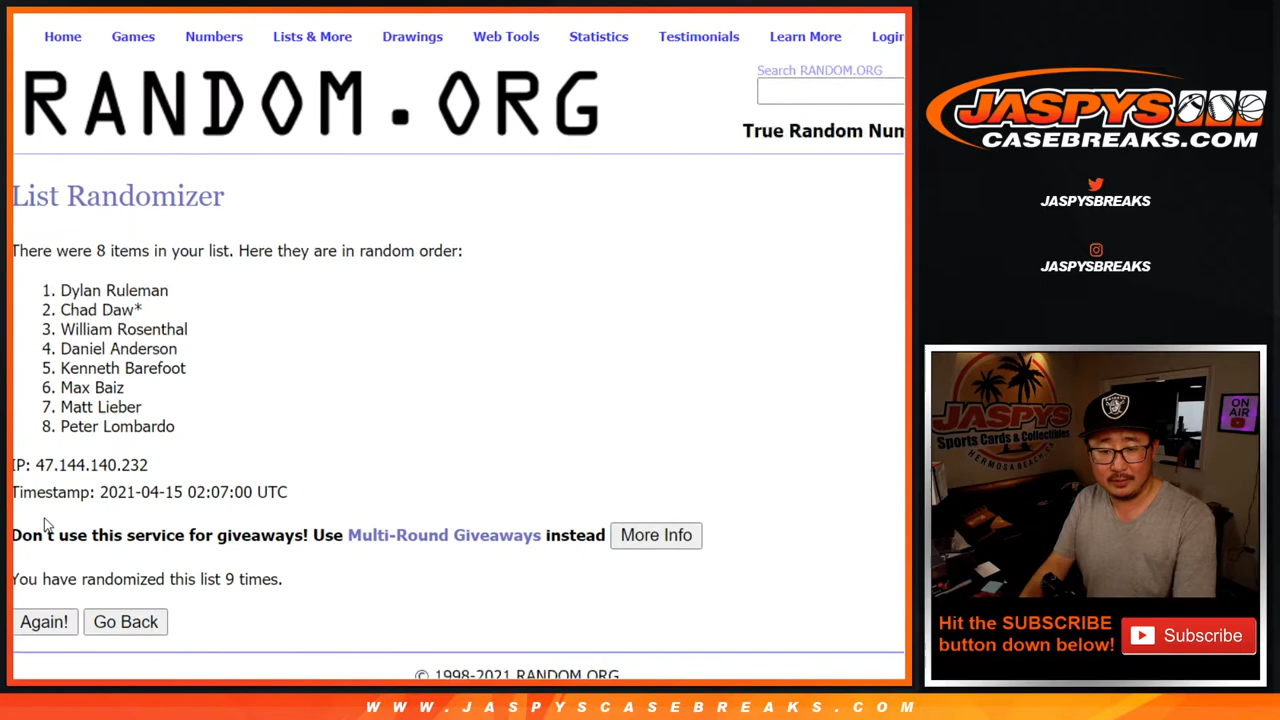 Home Games Numbers Lists & More Drawings Web Tools Statistics Testimonials Learn More Login
RANDOM.ORG
Search RANDOM.ORG
True Random Num
List Randomizer
There were 8 items in your list. Here they are in random order:
1. Dylan Ruleman
2. Chad Daw*
3. William Rosenthal
4. Daniel Anderson
5. Kenneth Barefoot
6. Max Baiz
7. Matt Lieber
8. Peter Lombardo
IP: 47.144.140.232
Timestamp: 2021-04-15 02:07:00 UTC
Don't use this service for giveaways! Use Multi-Round Giveaways instead More Info
You have randomized this list 9 times.
Again! Go Back
© 1998-2021 RANDOM.ORG
JASPYS
CASEBREAKS.COM
JASPYSBREAKS
JASPYSBREAKS
JASPYS
Sports Cards & Collectibles
HERMOSA BEACH, CA
ON
AIR
Hit the SUBSCRIBE
button down below!
Subscribe
WWW.JASPYSCASEBREAKS.COM